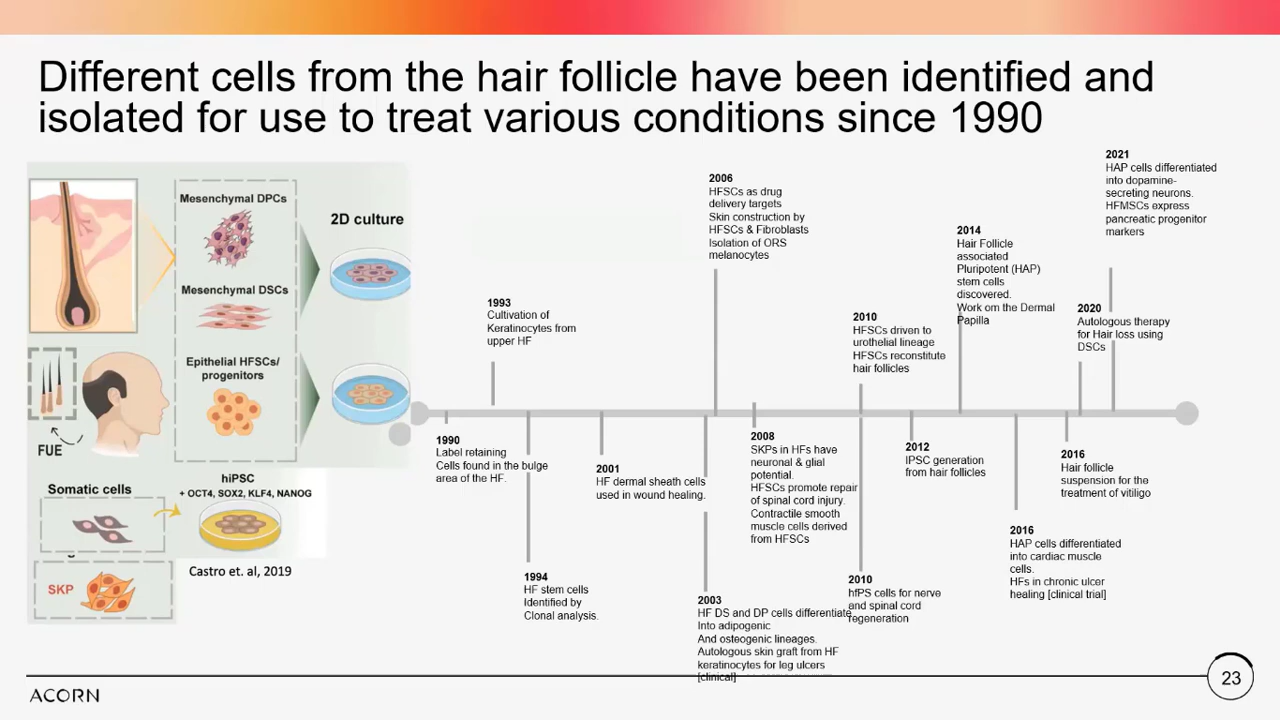 Different cells from the hair follicle have been identified and
isolated for use to treat various conditions since 1990
Mesenchymal DPCs
2D culture
Mesenchymal DSCs
Epithelial HFSCs/
progenitors
FUE
Somatic cells
hiPSC
+ OCT4, SOX2, KLF4, NANOG
SKP
Castro et. al, 2019
1990
Label retaining
Cells found in the bulge
area of the HF.
1993
Cultivation of
Keratinocytes from
upper HF
1994
HF stem cells
Identified by
Clonal analysis.
2001
HF dermal sheath cells
used in wound healing.
2003
HF DS and DP cells differentiate
Into adipogenic
And osteogenic lineages.
Autologous skin graft from HF
keratinocytes for leg ulcers
[clinical]
2006
HFSCs as drug
delivery targets
Skin construction by
HFSCs & Fibroblasts
Isolation of ORS
melanocytes
2008
SKPs in HFs have
neuronal & glial
potential.
HFSCs promote repair
of spinal cord injury.
Contractile smooth
muscle cells derived
from HFSCs
2010
HFSCs driven to
urothelial lineage
HFSCs reconstitute
hair follicles
2010
hfPS cells for nerve
and spinal cord
regeneration
2012
IPSC generation
from hair follicles
2014
Hair Follicle
associated
Pluripotent (HAP)
stem cells
discovered.
Work om the Dermal
Papilla
2016
HAP cells differentiated
into cardiac muscle
cells.
HFs in chronic ulcer
healing [clinical trial]
2016
Hair follicle
suspension for the
treatment of vitiligo
2020
Autologous therapy
for Hair loss using
DSCs
2021
HAP cells differentiated
into dopamine-
secreting neurons.
HFMSCs express
pancreatic progenitor
markers
ACORN
23